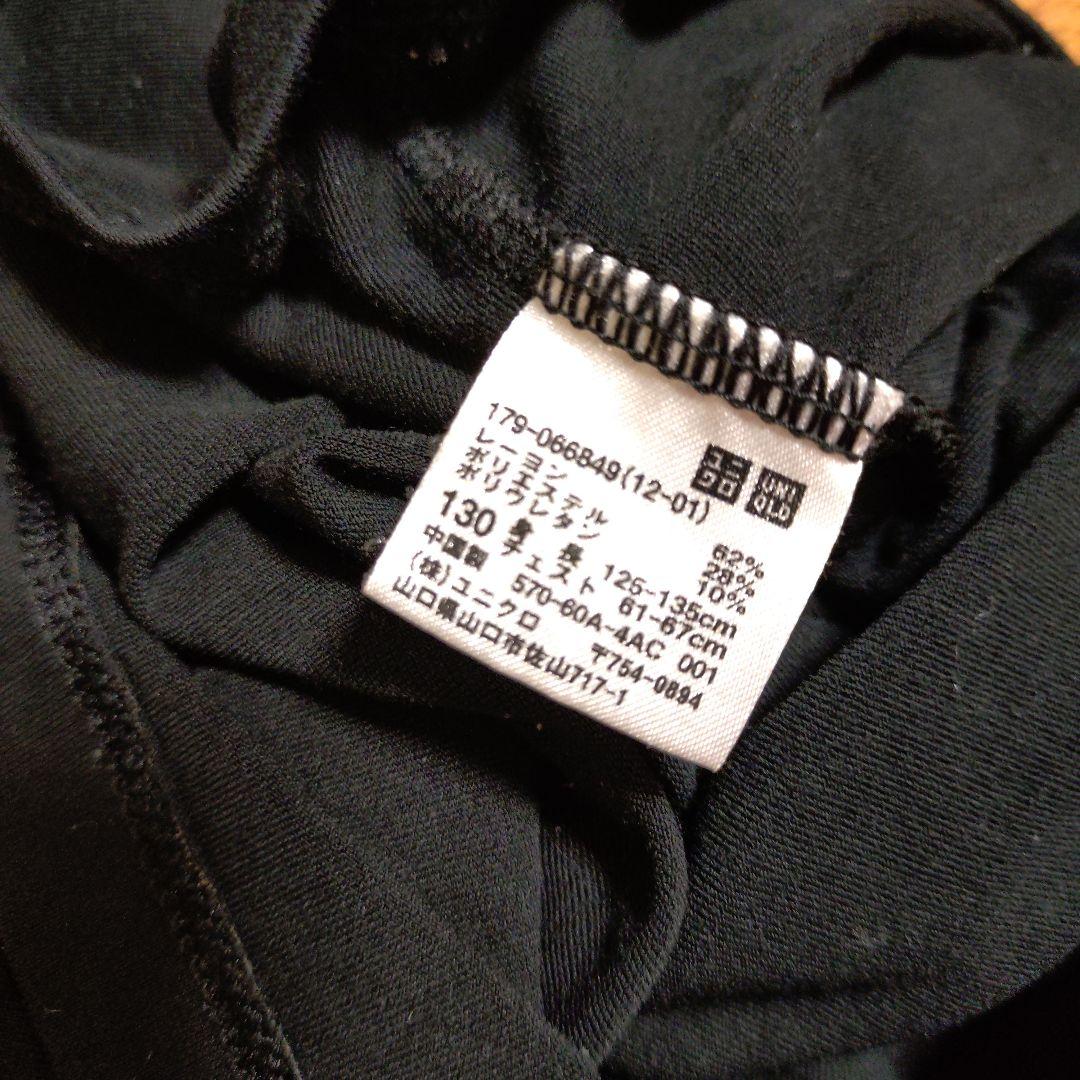 ユニクロ UNIQLO
179-066849(12-01)
レーヨン 62%
ポリエステル 28%
ポリウレタン 10%
130 身長 125-135cm
チェスト 61-67cm
中国製 570-60A-4AC 001
(株)ユニクロ 〒754-0894
山口県山口市佐山717-1